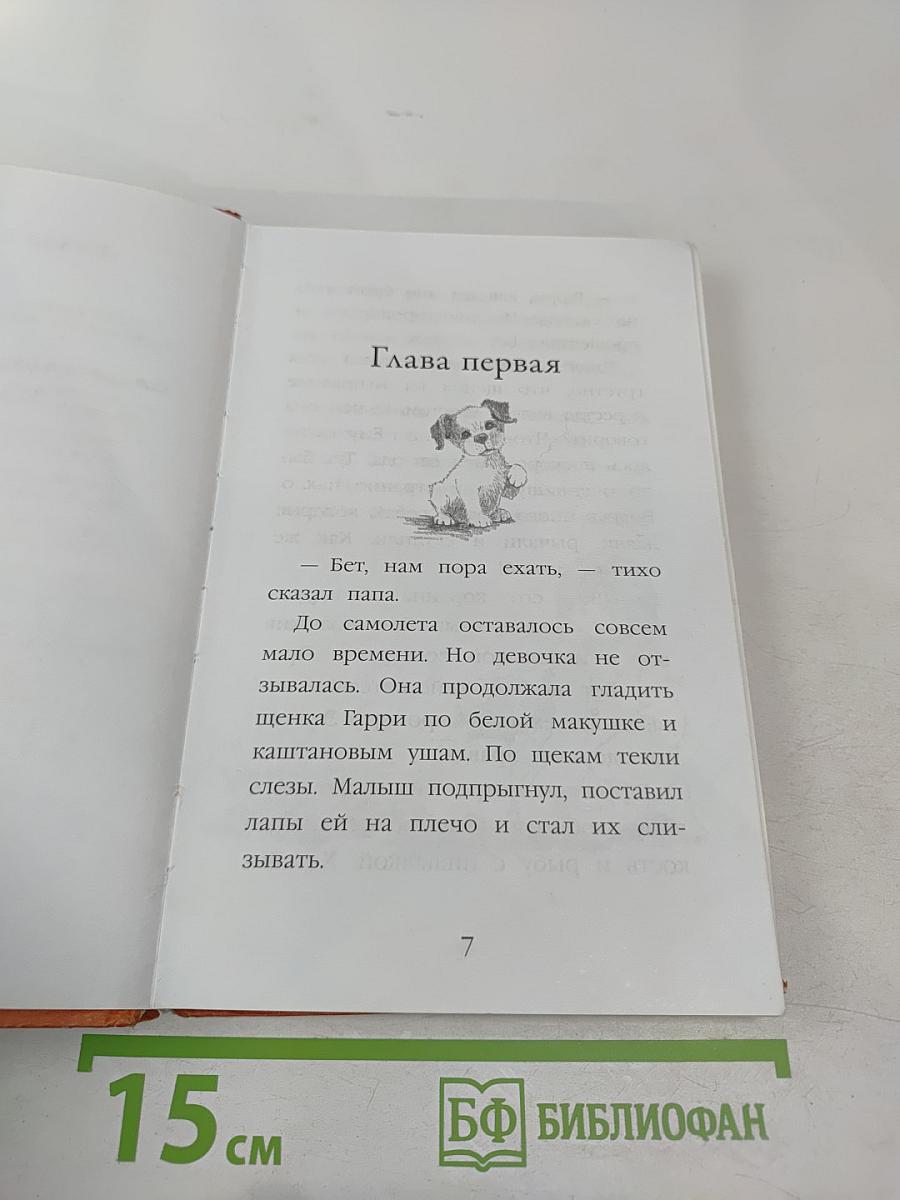 Глава первая
— Бет, нам пора ехать, — тихо
сказал папа.
До самолета оставалось совсем
мало времени. Но девочка не от-
зывалась. Она продолжала гладить
щенка Гарри по белой макушке и
каштановым ушам. По щекам текли
слезы. Малыш подпрыгнул, поставил
лапы ей на плечо и стал их сли-
зывать.
7
15 см
БФ БИБЛИОФАН